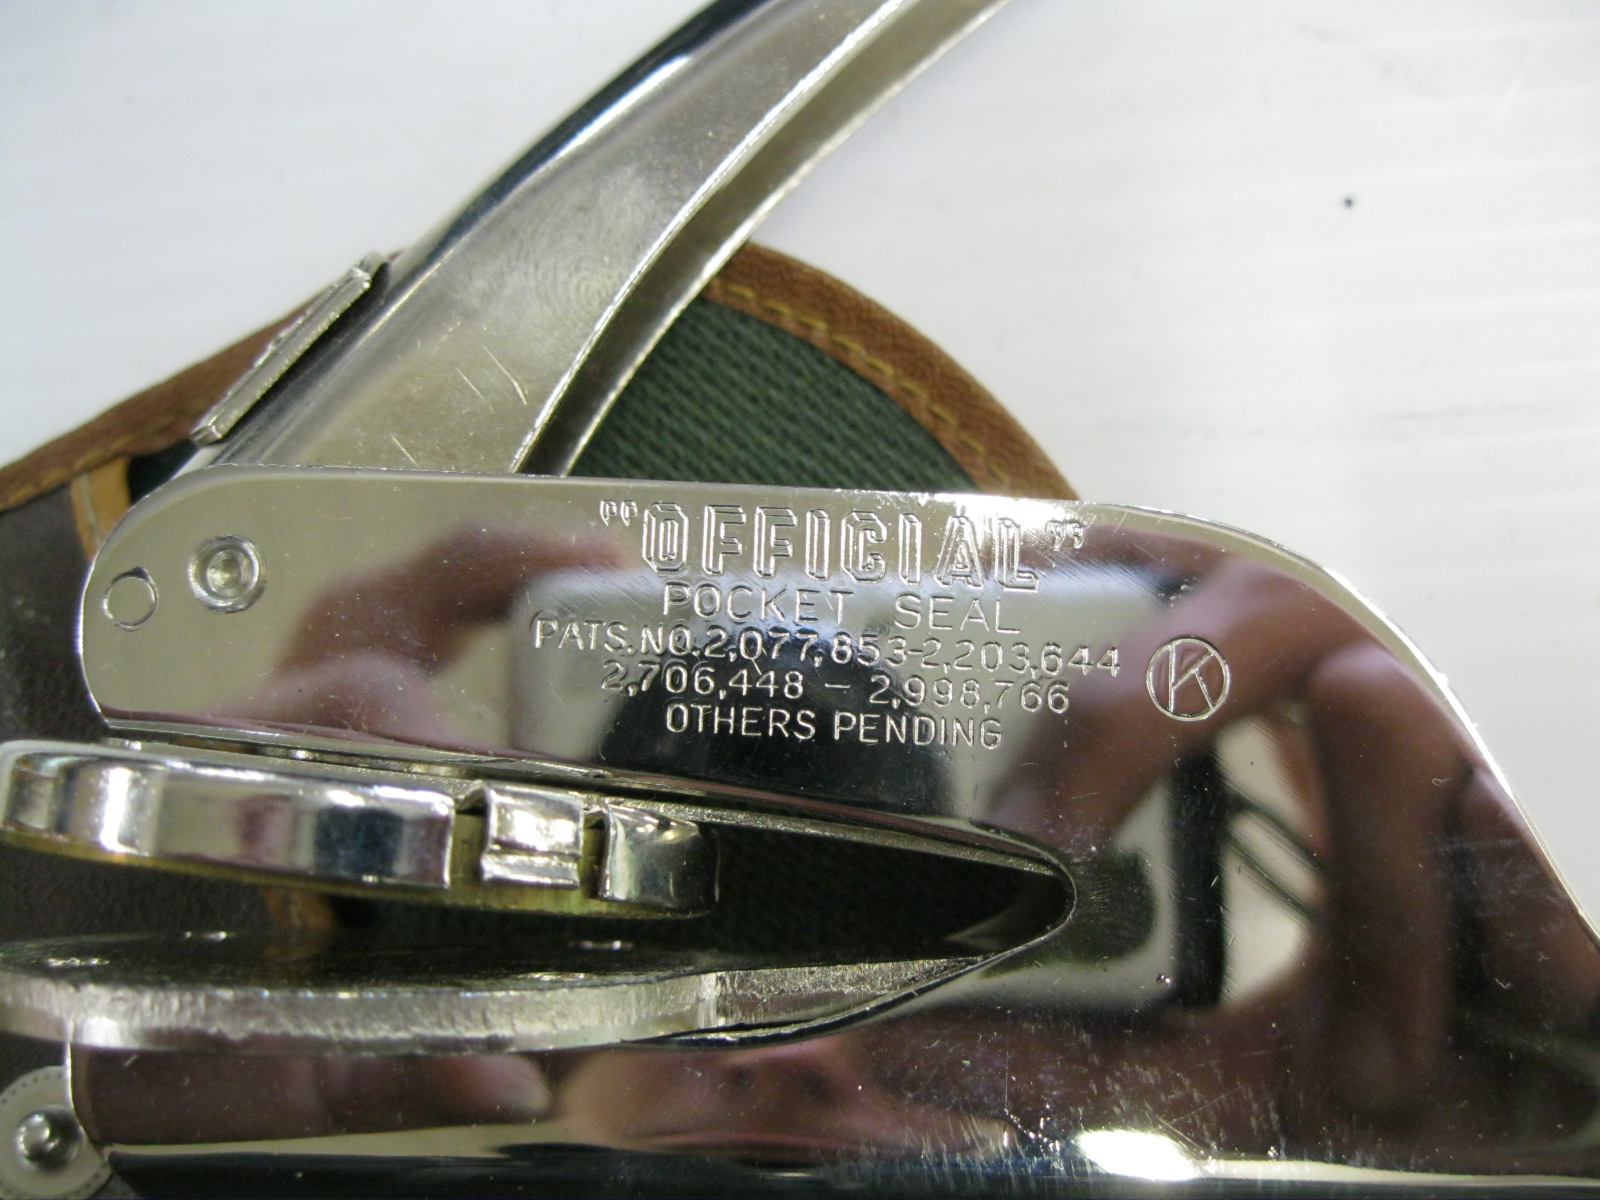 "OFFICIAL"
POCKET SEAL
PATS. NO. 2,077,853-2,203,644
2,706,448 - 2,998,766
OTHERS PENDING
K